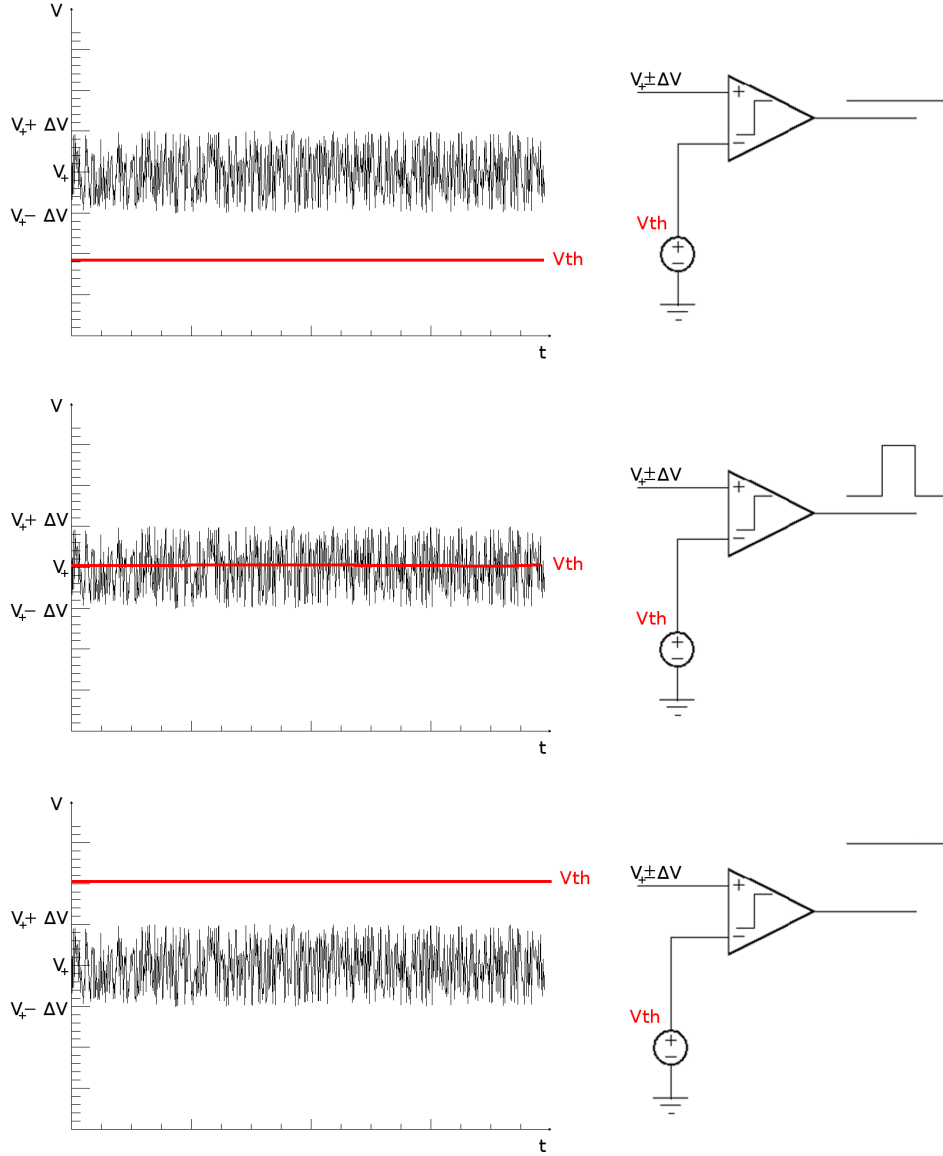 V
V+ + ΔV
V+
V+ − ΔV
Vth
t
V+ ± ΔV
+
−
Vth
+
−
V
V+ + ΔV
V+
V+ − ΔV
Vth
t
V+ ± ΔV
+
−
Vth
+
−
V
Vth
V+ + ΔV
V+
V+ − ΔV
t
V+ ± ΔV
+
−
Vth
+
−